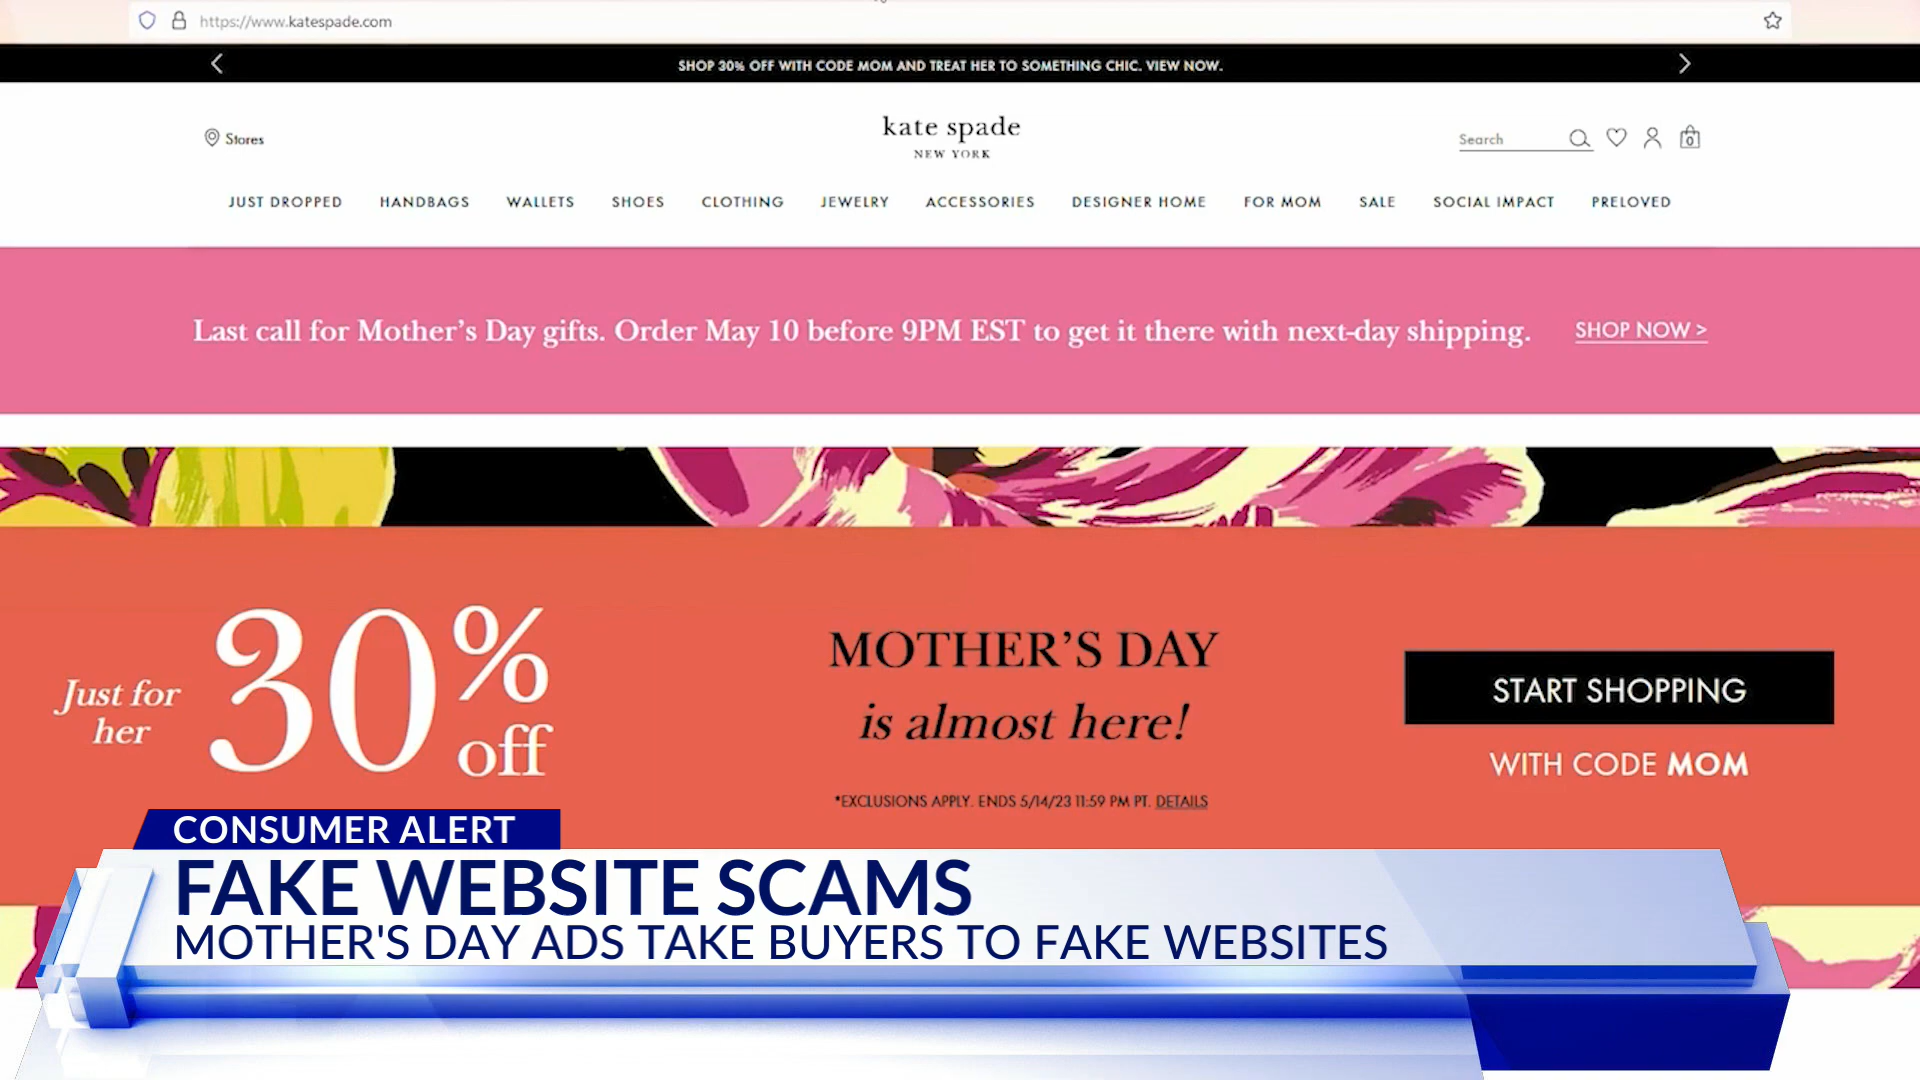 https://www.katespade.com
SHOP 30% OFF WITH CODE MOM AND TREAT HER TO SOMETHING CHIC. VIEW NOW.
Stores
kate spade
NEW YORK
Search
0
JUST DROPPED HANDBAGS WALLETS SHOES CLOTHING JEWELRY ACCESSORIES DESIGNER HOME FOR MOM SALE SOCIAL IMPACT PRELOVED
Last call for Mother's Day gifts. Order May 10 before 9PM EST to get it there with next-day shipping. SHOP NOW >
Just for
her
30%
off
MOTHER'S DAY
is almost here!
*EXCLUSIONS APPLY. ENDS 5/14/23 11:59 PM PT. DETAILS
START SHOPPING
WITH CODE MOM
CONSUMER ALERT
FAKE WEBSITE SCAMS
MOTHER'S DAY ADS TAKE BUYERS TO FAKE WEBSITES